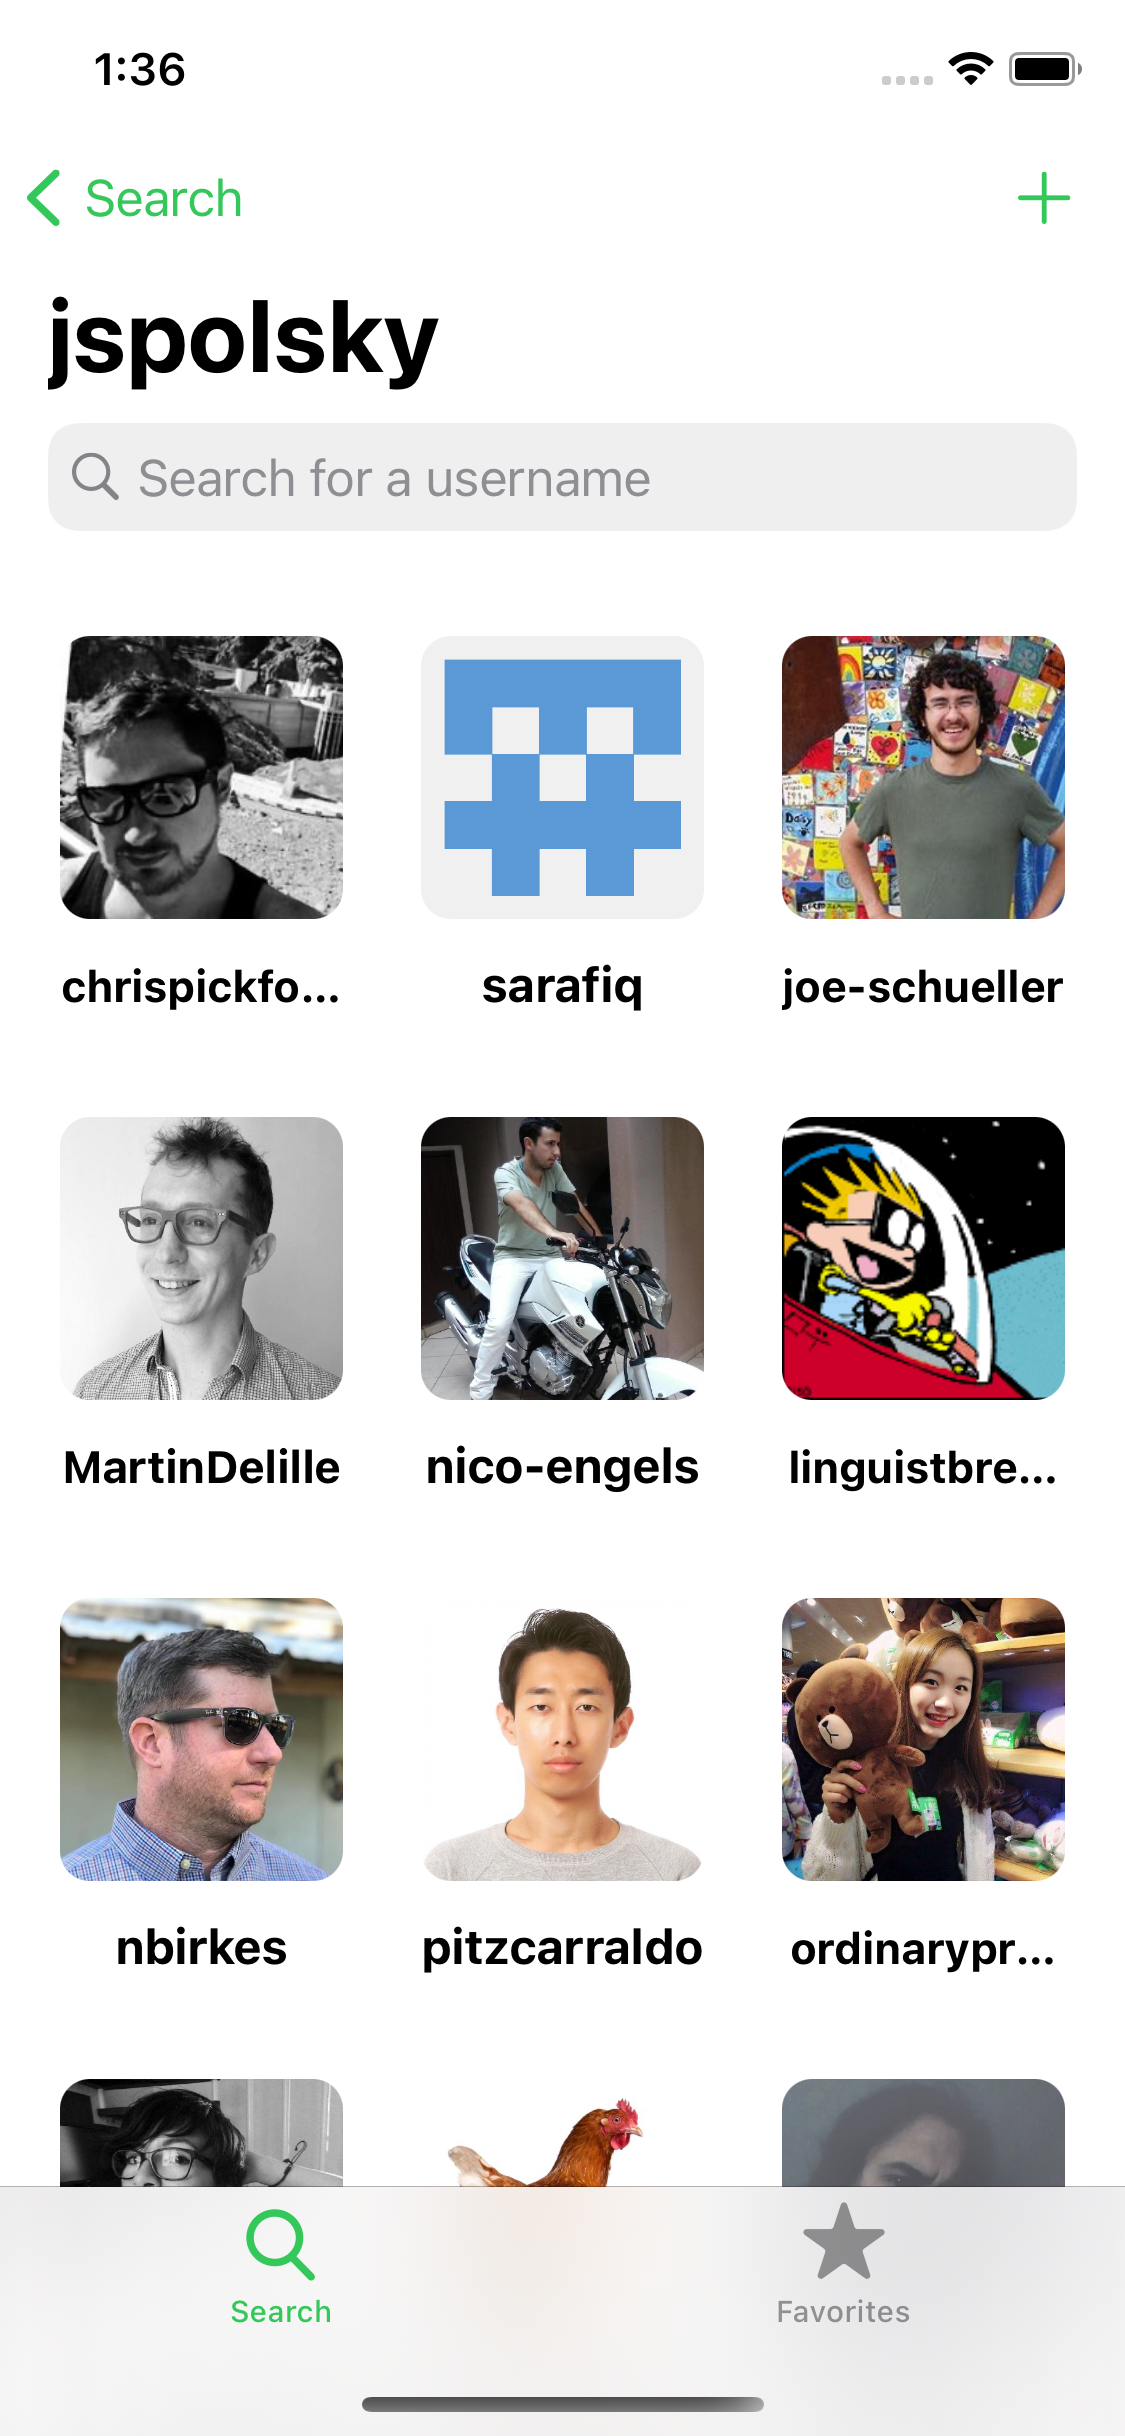 1:36
Search
jspolsky
Search for a username
chrispickfo...
sarafiq
joe-schueller
MartinDelille
nico-engels
linguistbre...
nbirkes
pitzcarraldo
ordinarypr...
Search
Favorites